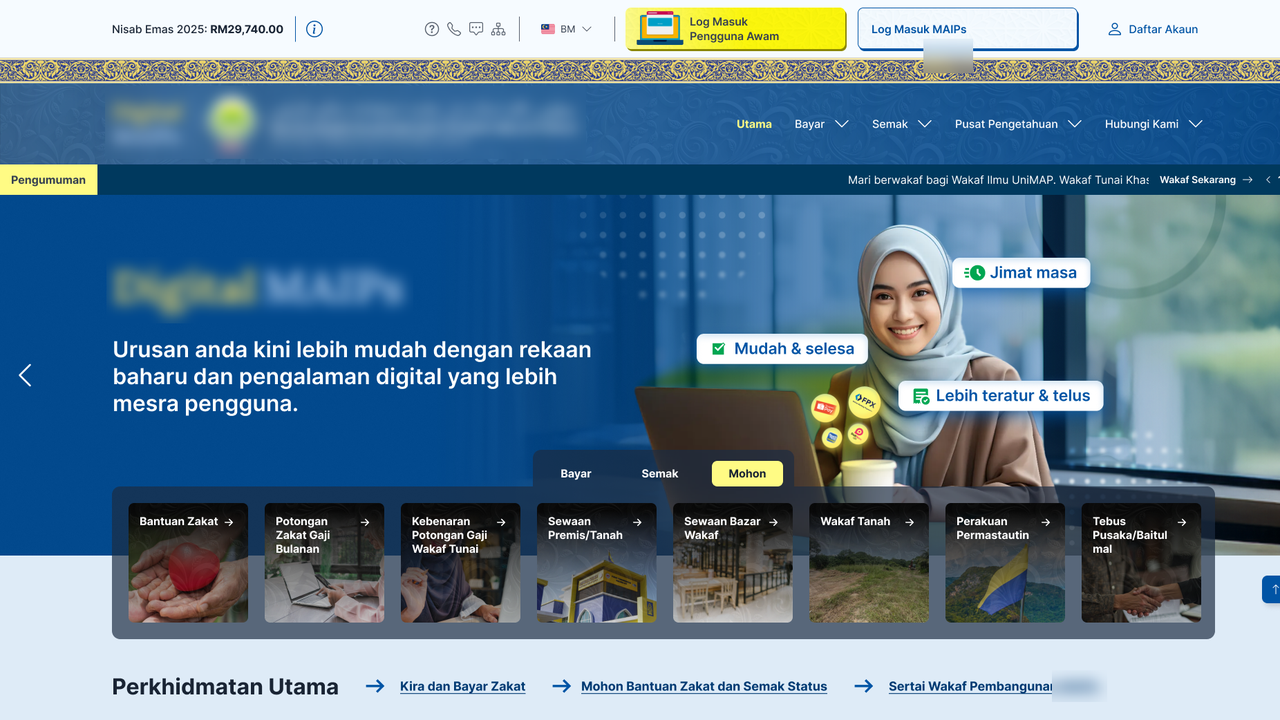 Nisab Emas 2025: RM29,740.00
BM
Log Masuk
Pengguna Awam
Log Masuk MAIPs
Daftar Akaun
Utama
Bayar
Semak
Pusat Pengetahuan
Hubungi Kami
Pengumuman
Mari berwakaf bagi Wakaf Ilmu UniMAP. Wakaf Tunai Khas
Wakaf Sekarang
Digital MAIPs
Jimat masa
Mudah & selesa
Urusan anda kini lebih mudah dengan rekaan
baharu dan pengalaman digital yang lebih
mesra pengguna.
FPX
Lebih teratur & telus
Bayar
Semak
Mohon
Bantuan Zakat
Potongan
Zakat Gaji
Bulanan
Kebenaran
Potongan Gaji
Wakaf Tunai
Sewaan
Premis/Tanah
Sewaan Bazar
Wakaf
Wakaf Tanah
Perakuan
Permastautin
Tebus
Pusaka/Baitul
mal
Perkhidmatan Utama
Kira dan Bayar Zakat
Mohon Bantuan Zakat dan Semak Status
Sertai Wakaf Pembangunan